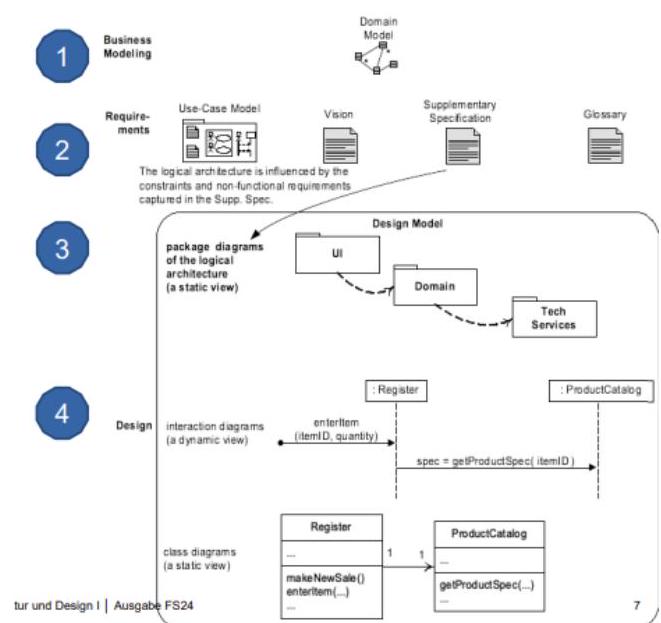 Domain
Model
1
Business
Modeling
2
Require-
ments
Use-Case Model
Vision
Supplementary
Specification
Glossary
The logical architecture is influenced by the
constraints and non-functional requirements
captured in the Supp. Spec.
Design Model
3
package diagrams
of the logical
architecture
(a static view)
UI
Domain
Tech
Services
4
Design
: Register
: ProductCatalog
interaction diagrams
(a dynamic view)
enterItem
(itemID, quantity)
spec = getProductSpec( itemID )
class diagrams
(a static view)
Register
...
makeNewSale()
enterItem(...)
...
1
1
ProductCatalog
...
getProductSpec(...)
...
tur und Design I | Ausgabe FS24
7